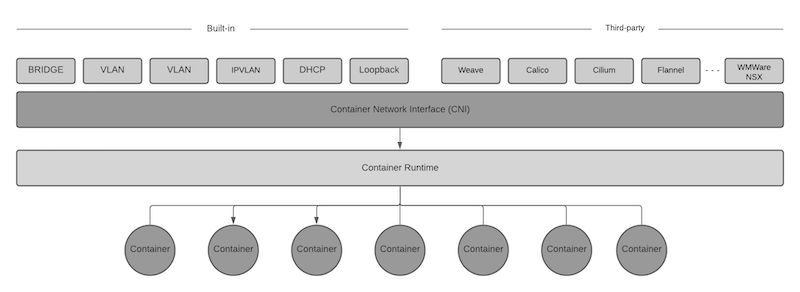 Built-in
Third-party
BRIDGE
VLAN
VLAN
IPVLAN
DHCP
Loopback
Weave
Calico
Cilium
Flannel
- - -
WMWare
NSX
Container Network Interface (CNI)
Container Runtime
Container
Container
Container
Container
Container
Container
Container